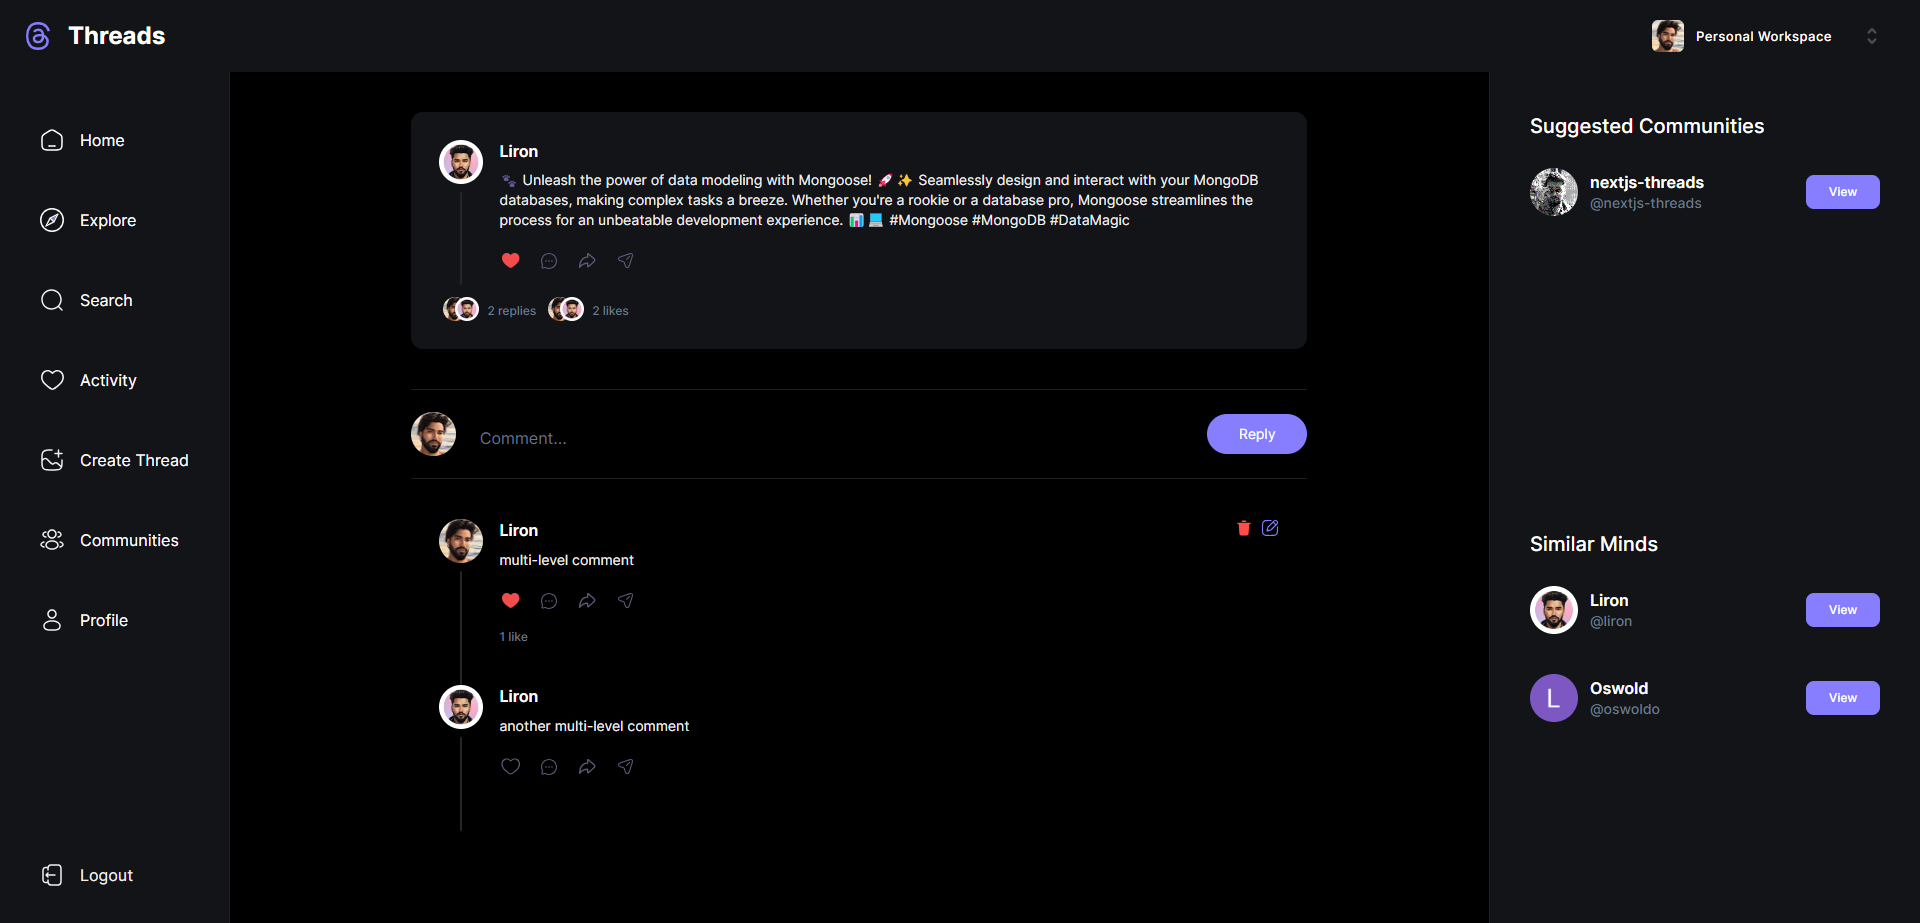 Threads
Personal Workspace
Home
Explore
Search
Activity
Create Thread
Communities
Profile
Logout
Liron
🐾 Unleash the power of data modeling with Mongoose! 🚀 ✨ Seamlessly design and interact with your MongoDB
databases, making complex tasks a breeze. Whether you're a rookie or a database pro, Mongoose streamlines the
process for an unbeatable development experience. 📊 💻 #Mongoose #MongoDB #DataMagic
2 replies
2 likes
Comment...
Reply
Liron
multi-level comment
1 like
Liron
another multi-level comment
Suggested Communities
nextjs-threads
@nextjs-threads
View
Similar Minds
Liron
@liron
View
L
Oswold
@oswoldo
View